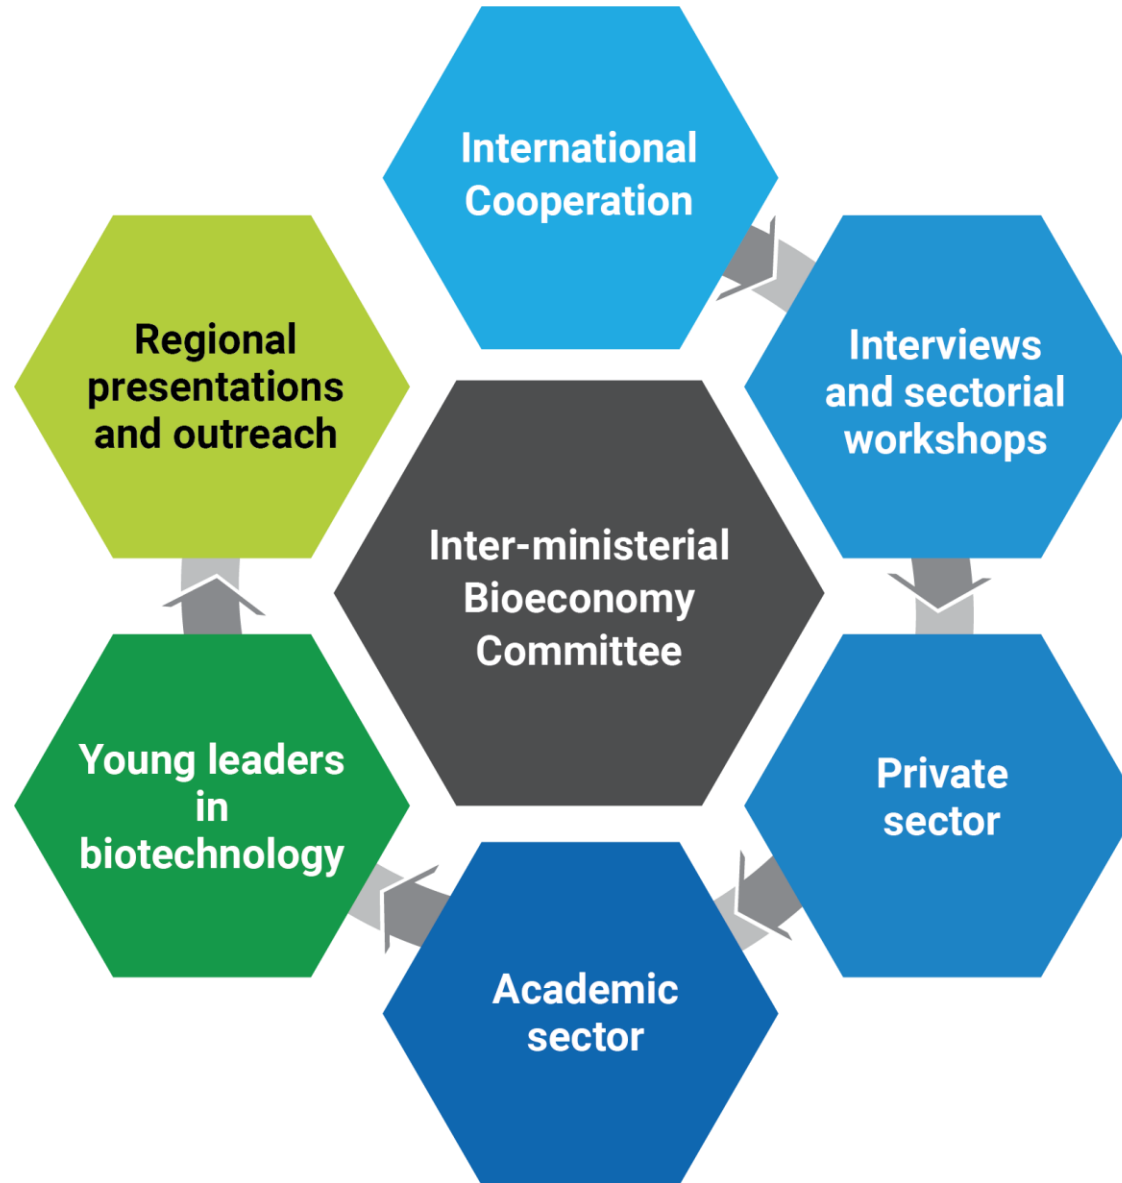 International
Cooperation
Interviews
and sectorial
workshops
Private
sector
Academic
sector
Young leaders
in
biotechnology
Regional
presentations
and outreach
Inter-ministerial
Bioeconomy
Committee